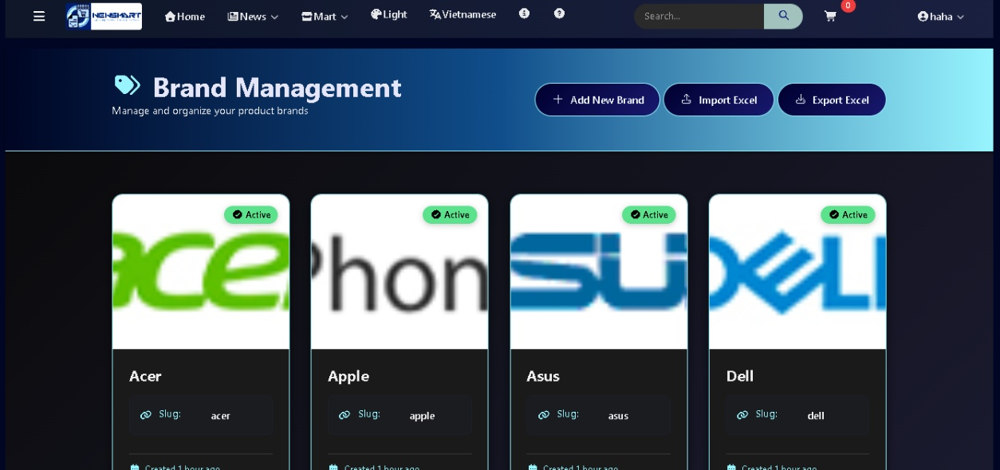 NEWSMART
Home
News
Mart
Light
Vietnamese
Search...
0
haha
Brand Management
Manage and organize your product brands
Add New Brand
Import Excel
Export Excel
Active
Active
Active
Active
acer
Phon
SU
DELL
Acer
Apple
Asus
Dell
Slug: acer
Slug: apple
Slug: asus
Slug: dell
Created 1 hour ago
Created 1 hour ago
Created 1 hour ago
Created 1 hour ago